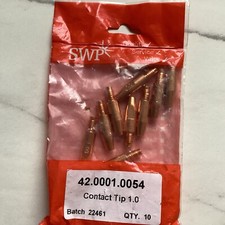 SWP
42.0001.0054
Contact Tip 1.0
Batch 22461 QTY. 10